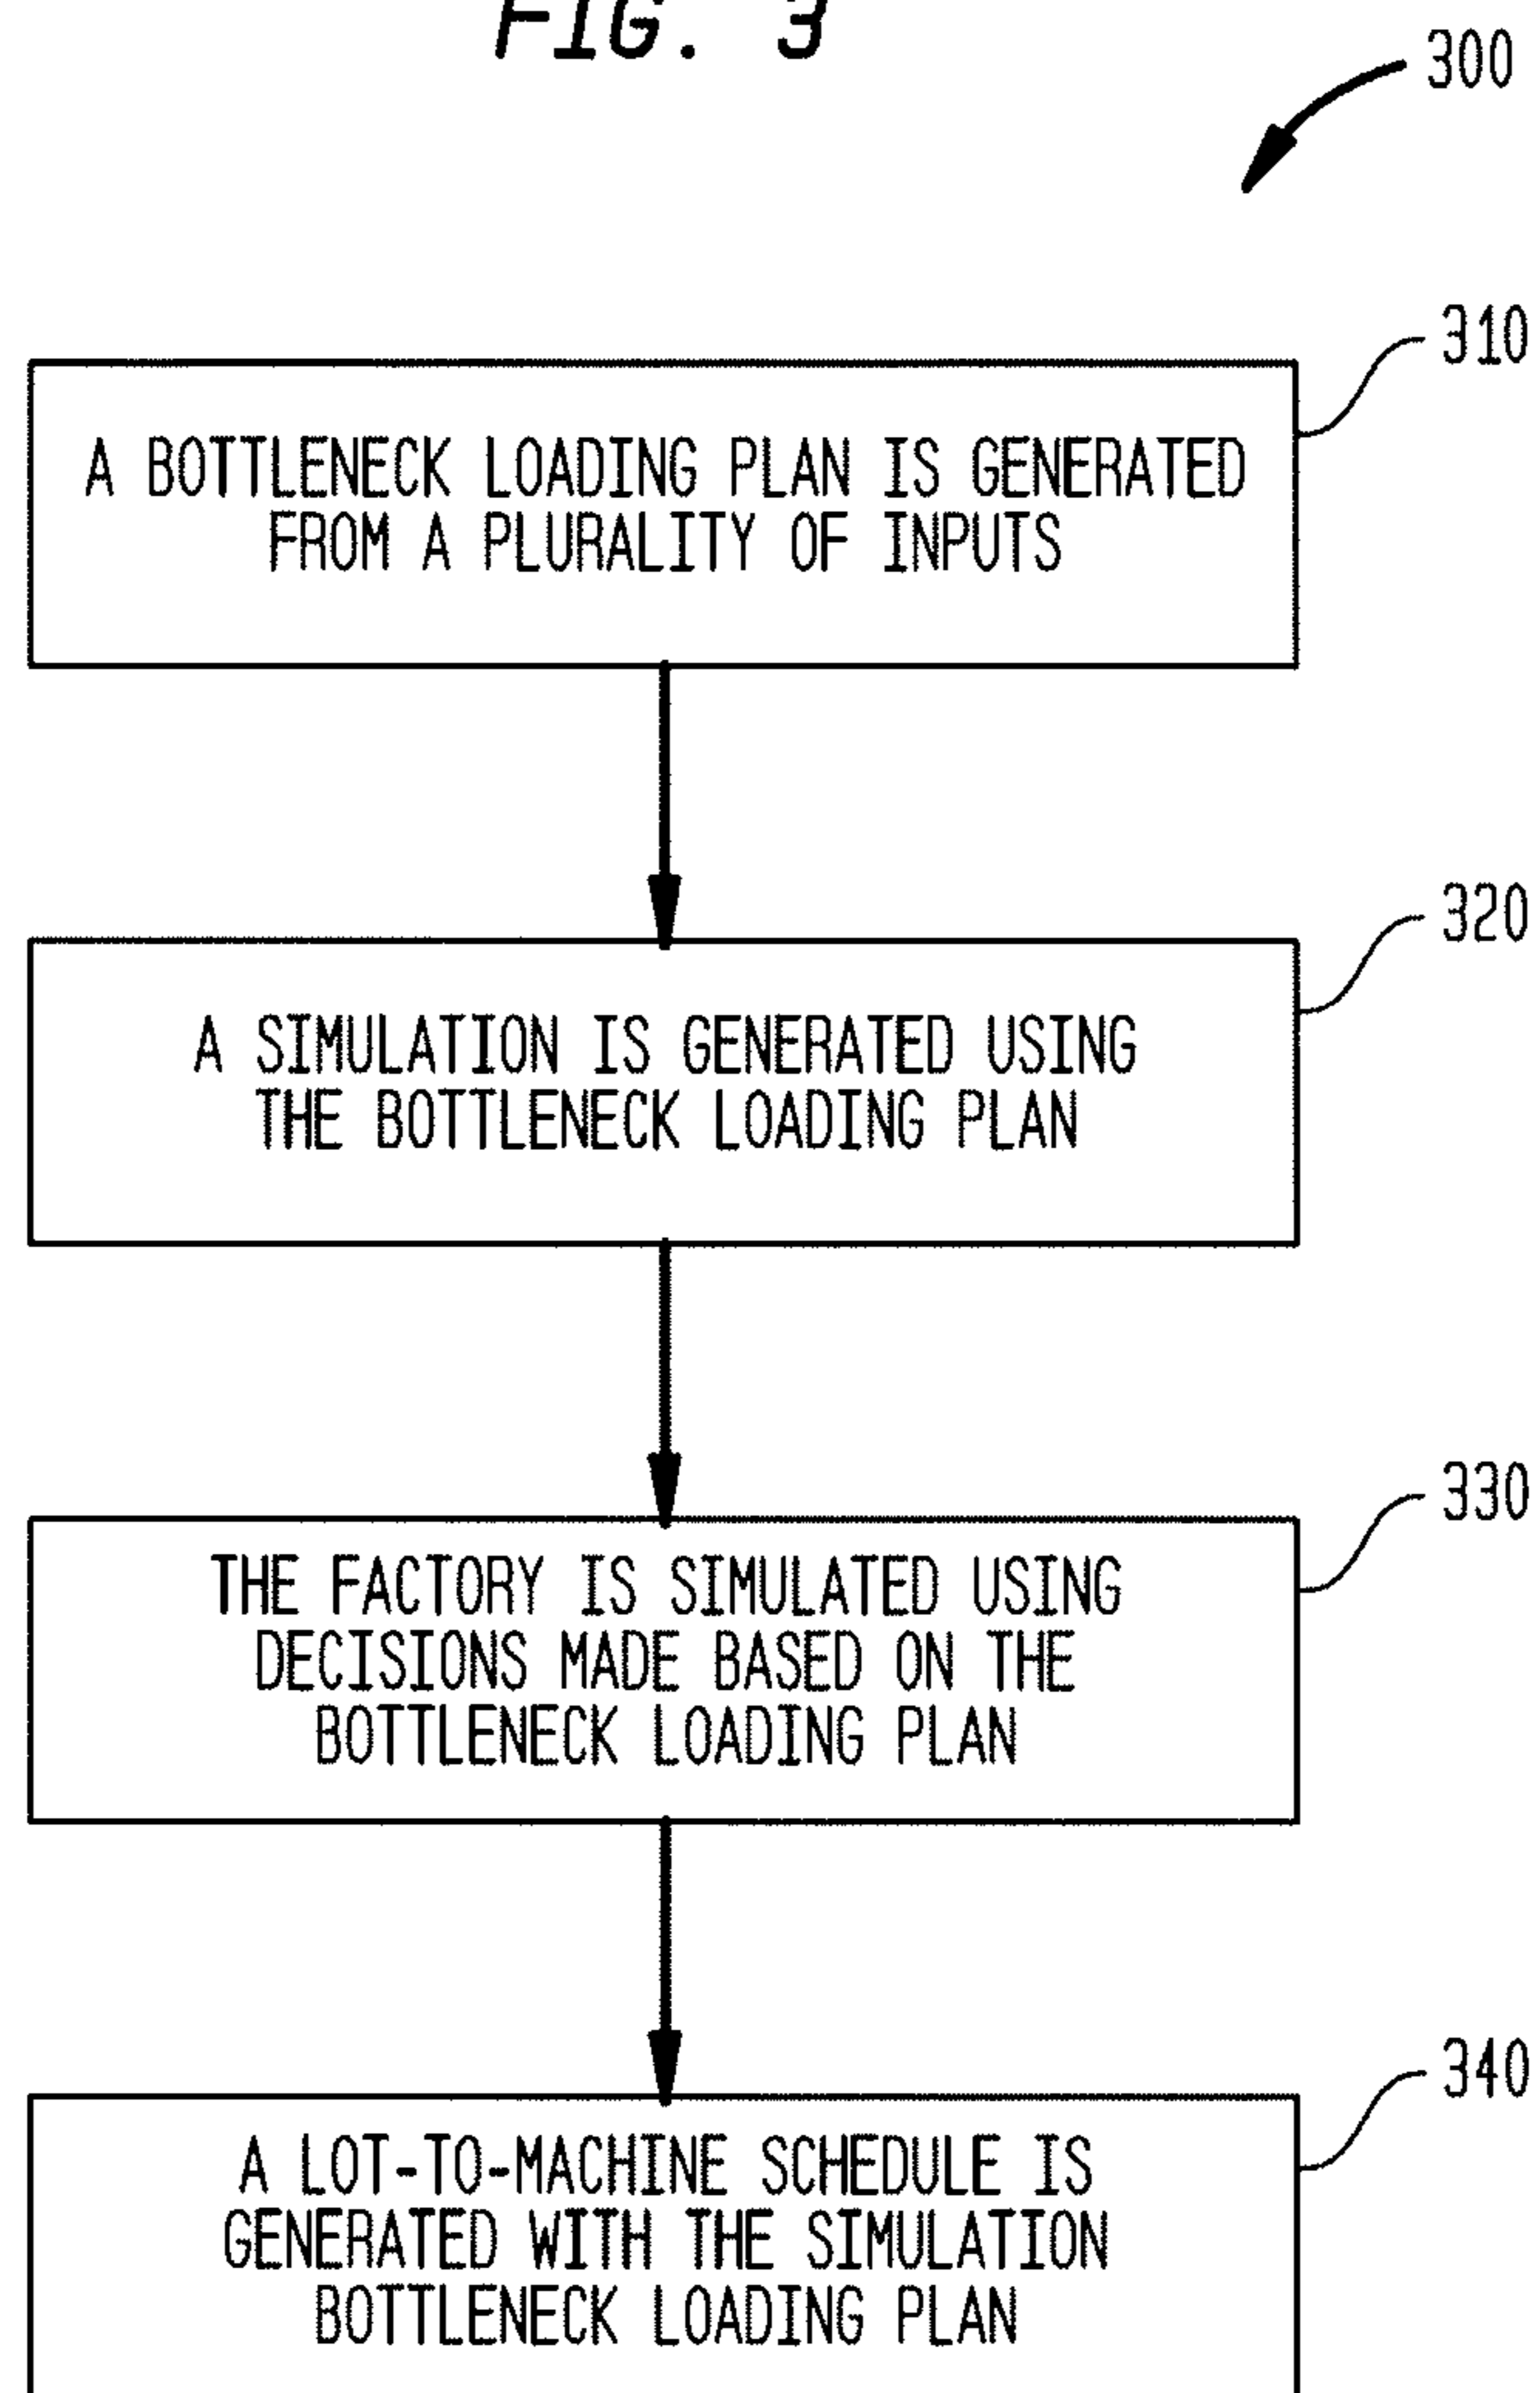 FIG. 3
300
310
A BOTTLENECK LOADING PLAN IS GENERATED
FROM A PLURALITY OF INPUTS
320
A SIMULATION IS GENERATED USING
THE BOTTLENECK LOADING PLAN
330
THE FACTORY IS SIMULATED USING
DECISIONS MADE BASED ON THE
BOTTLENECK LOADING PLAN
340
A LOT-TO-MACHINE SCHEDULE IS
GENERATED WITH THE SIMULATION
BOTTLENECK LOADING PLAN